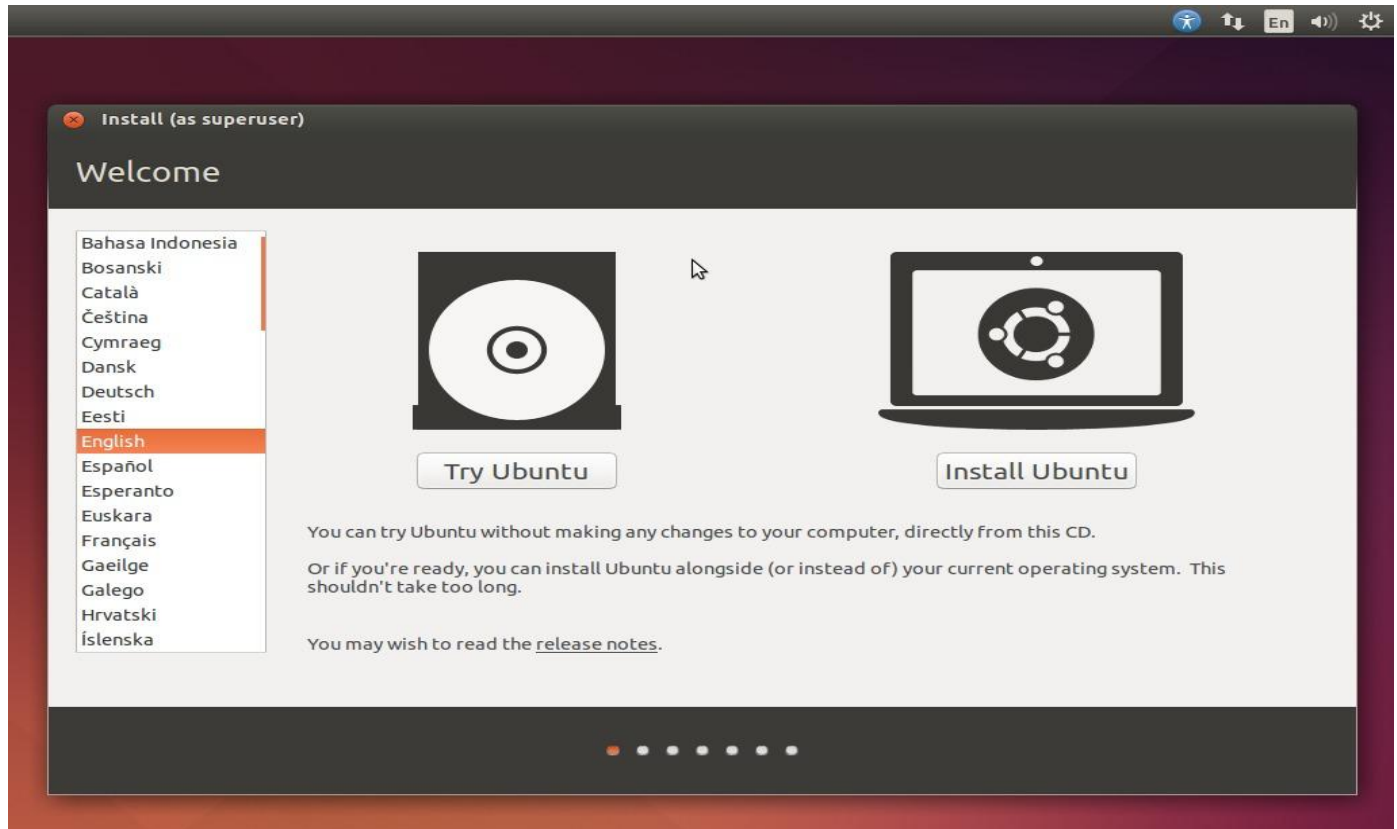 En
Install (as superuser)
Welcome
Bahasa Indonesia
Bosanski
Català
Čeština
Cymraeg
Dansk
Deutsch
Eesti
English
Español
Esperanto
Euskara
Français
Gaeilge
Galego
Hrvatski
Íslenska
Try Ubuntu
Install Ubuntu
You can try Ubuntu without making any changes to your computer, directly from this CD.
Or if you're ready, you can install Ubuntu alongside (or instead of) your current operating system. This
shouldn't take too long.
You may wish to read the release notes.